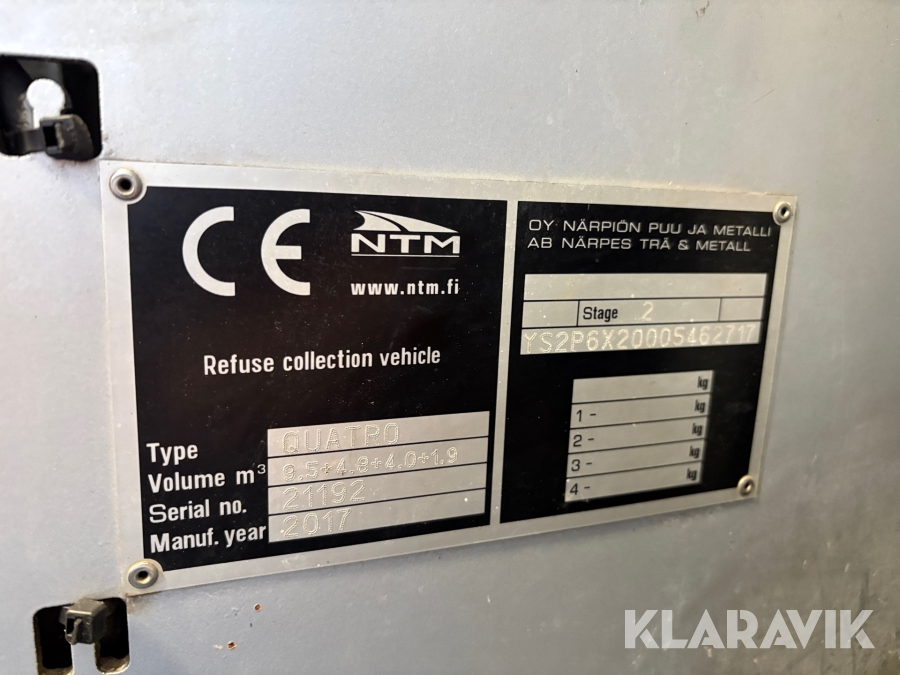 CE
NTM
www.ntm.fi
Refuse collection vehicle
Type QUATRO
Volume m³ 9.5+4.8+4.0+1.9
Serial no. 21192
Manuf. year 2017
OY NÄRPIÖN PUU JA METALLI
AB NÄRPES TRÄ & METALL
Stage 2
YS2P6X20005462717
kg
1 - kg
2 - kg
3 - kg
4 - kg
KLARAVIK